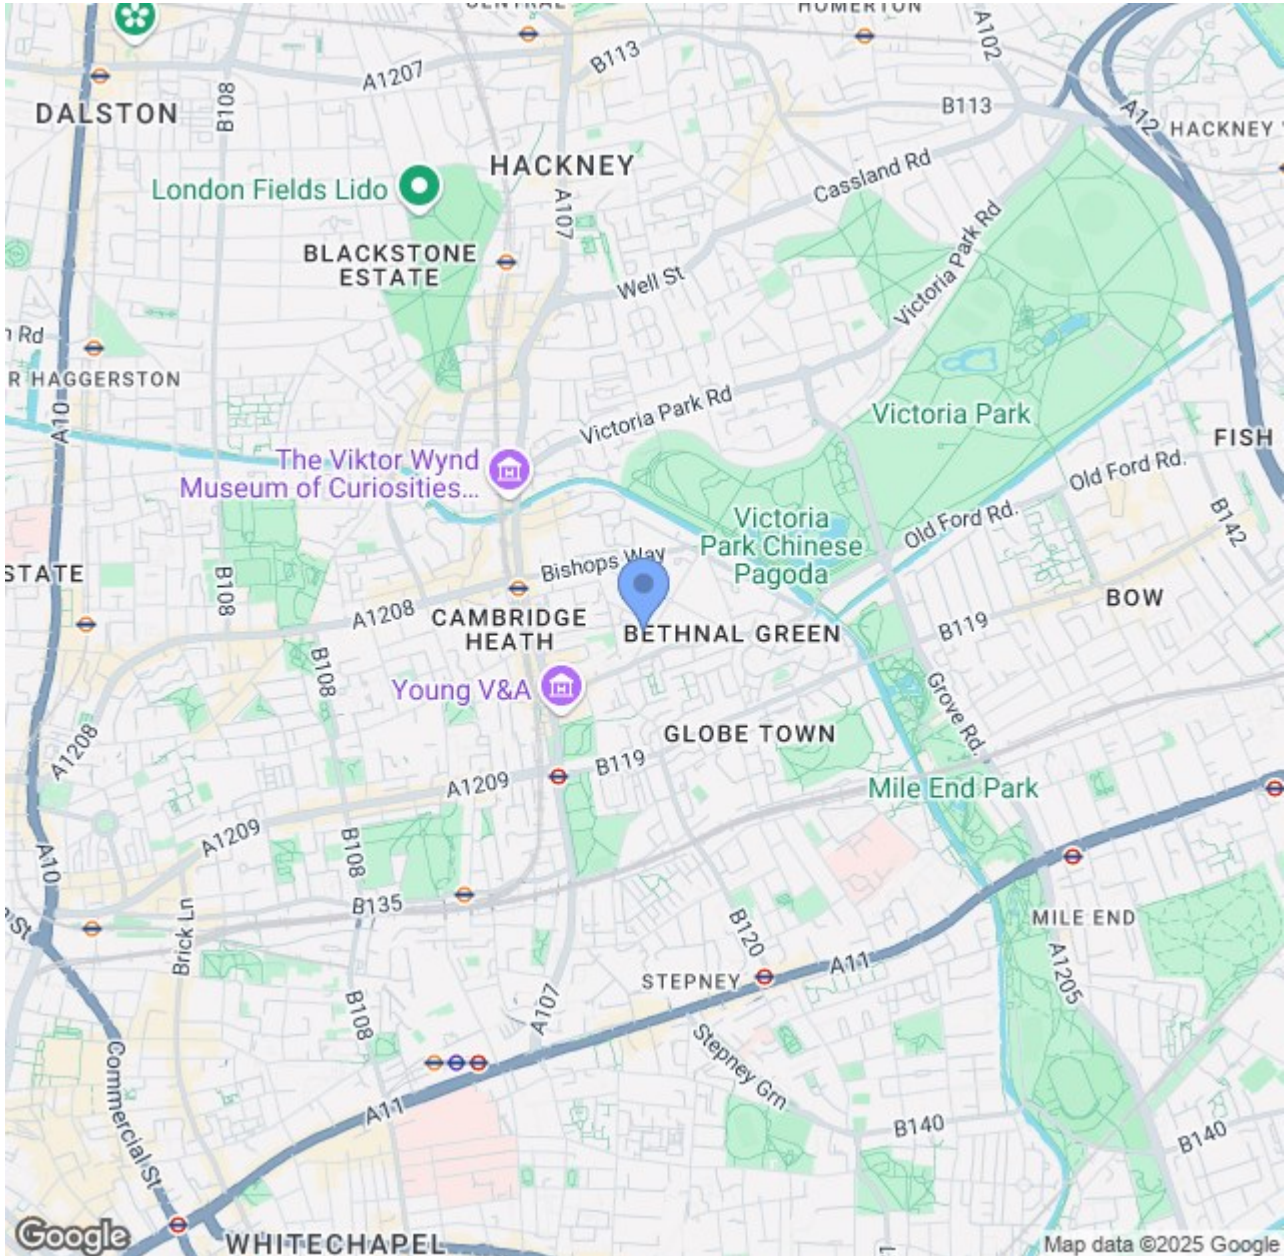 CENTRAL
HOMERTON
A102
B113
A1207
B108
DALSTON
B113
A12
HACKNEY
HACKNEY
Cassland Rd
London Fields Lido
A107
BLACKSTONE
ESTATE
Well St
Victoria Park Rd
Rd
R HAGGERSTON
A10
Victoria Park Rd
Victoria Park
FISH
The Viktor Wynd
Museum of Curiosities...
Old Ford Rd.
B142
Victoria
Park Chinese
Pagoda
Old Ford Rd.
Bishops Way
STATE
B108
A1208
CAMBRIDGE
HEATH
BETHNAL GREEN
BOW
B119
B108
Young V&A
Grove Rd.
GLOBE TOWN
A1208
B119
A1209
Mile End Park
A1209
B108
A10
B135
St
Brick Ln
B120
MILE END
A11
STEPNEY
A1205
B108
A107
Stepney Grn
Commercial St
A11
B140
B140
WHITECHAPEL
Google
Map data ©2025 Google